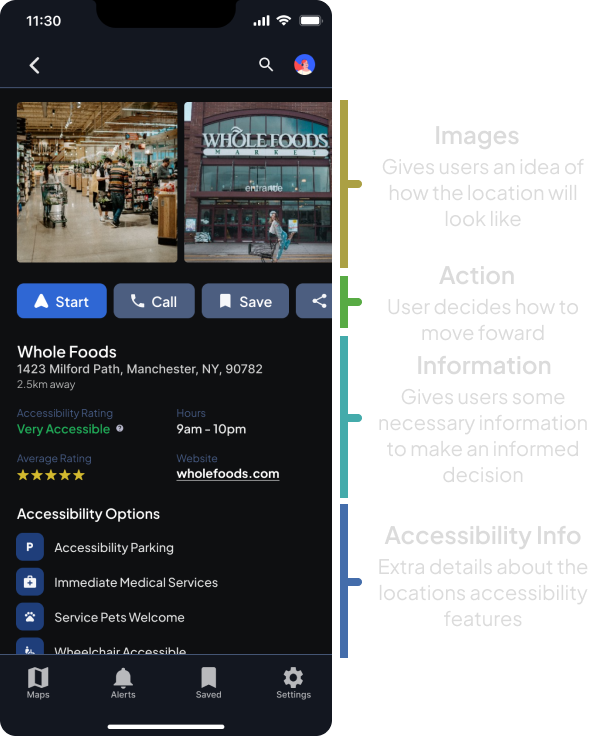 11:30
WHOLE FOODS
MARKET
entrance
Start
Call
Save
Whole Foods
1423 Milford Path, Manchester, NY, 90782
2.5km away
Accessibility Rating
Hours
Very Accessible
9am - 10pm
Average Rating
Website
wholefoods.com
Accessibility Options
P
Accessibility Parking
Immediate Medical Services
Service Pets Welcome
Wheelchair Accessible
Maps
Alerts
Saved
Settings
Images
Gives users an idea of
how the location will
look like
Action
User decides how to
move foward
Information
Gives users some
necessary information
to make an informed
decision
Accessibility Info
Extra details about the
locations accessibility
features